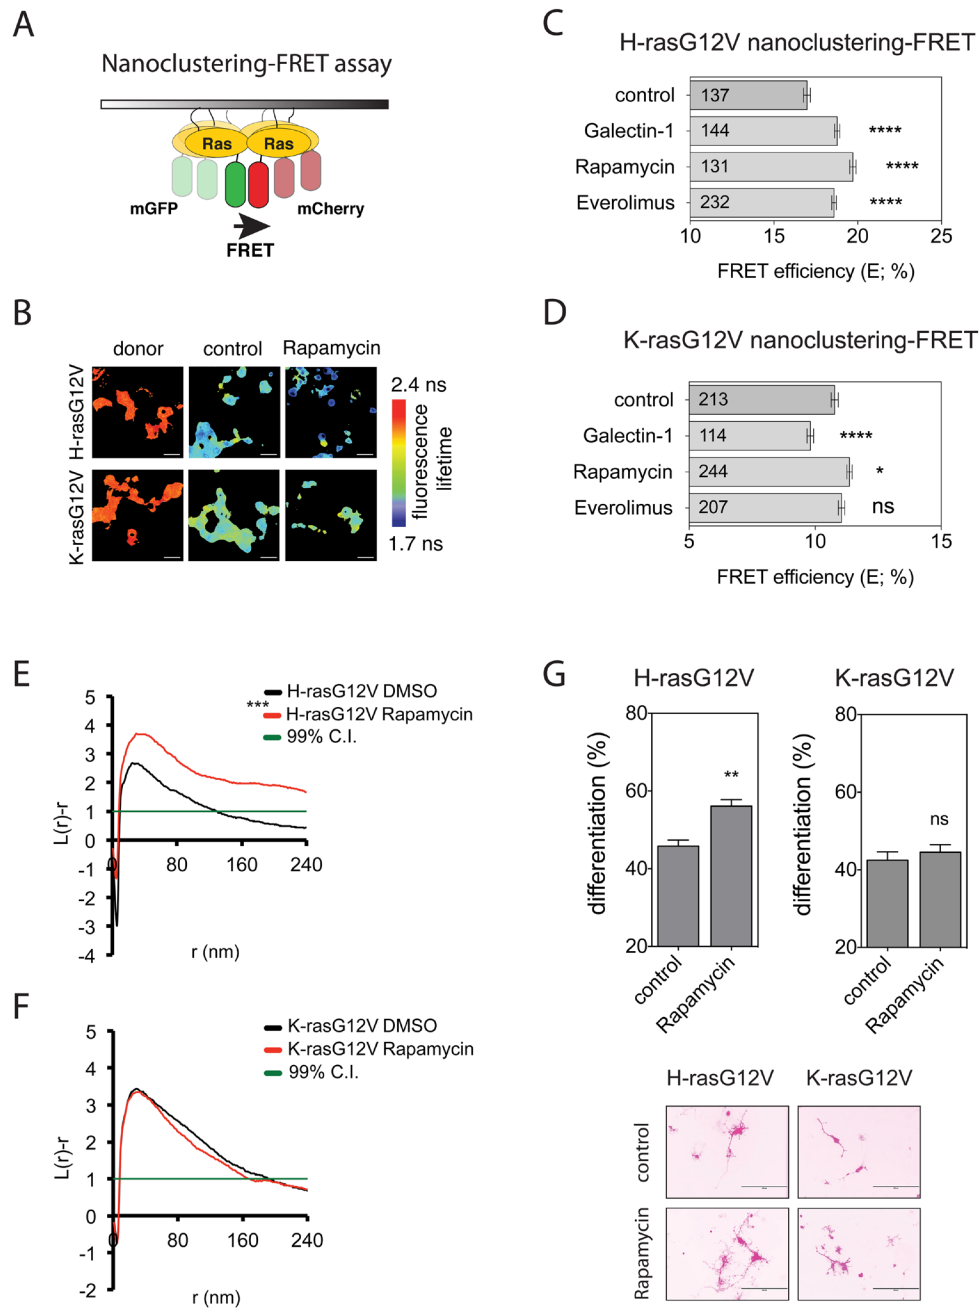 A
Nanoclustering-FRET assay
Ras
Ras
mGFP
mCherry
FRET
B
donor
control
Rapamycin
H-rasG12V
K-rasG12V
2.4 ns
fluorescence
lifetime
1.7 ns
C
H-rasG12V nanoclustering-FRET
control
137
Galectin-1
144
****
Rapamycin
131
****
Everolimus
232
****
10
15
20
25
FRET efficiency (E; %)
D
K-rasG12V nanoclustering-FRET
control
213
Galectin-1
114
****
Rapamycin
244
*
Everolimus
207
ns
5
10
15
FRET efficiency (E; %)
E
H-rasG12V DMSO
***
H-rasG12V Rapamycin
99% C.I.
5
4
3
2
1
0
-1
-2
-3
-4
L(r)-r
0
80
160
240
r (nm)
F
K-rasG12V DMSO
K-rasG12V Rapamycin
99% C.I.
5
4
3
2
1
0
-1
-2
L(r)-r
0
80
160
240
r (nm)
G
H-rasG12V
80
60
40
20
differentiation (%)
**
control
Rapamycin
K-rasG12V
80
60
40
20
differentiation (%)
ns
control
Rapamycin
H-rasG12V
K-rasG12V
control
Rapamycin